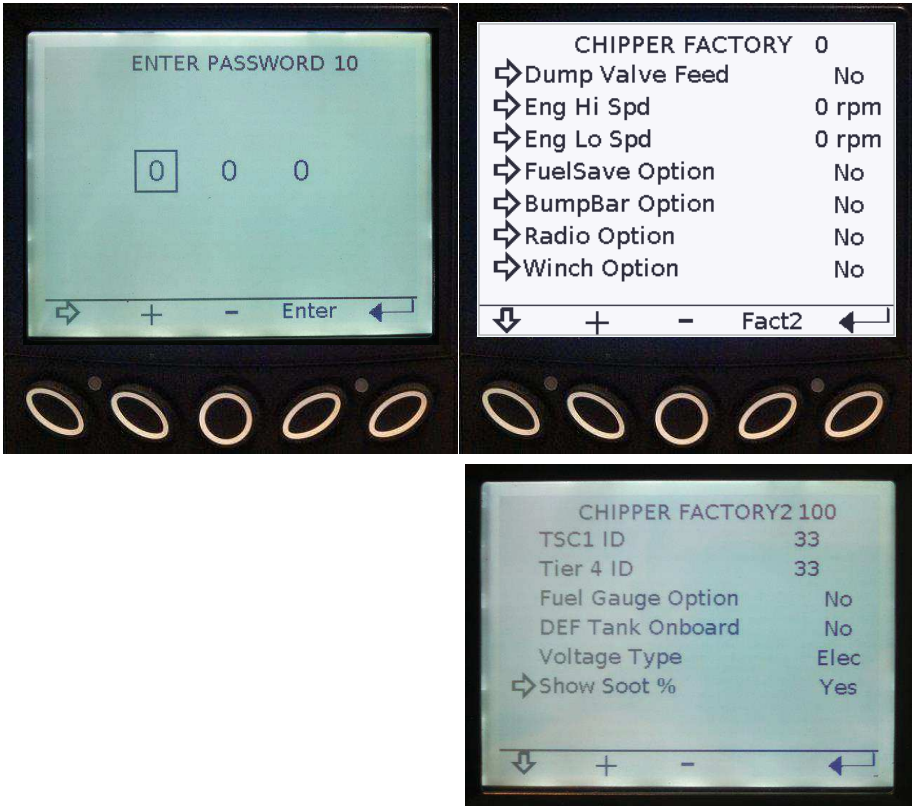 ENTER PASSWORD 10
0 0 0
+ - Enter
CHIPPER FACTORY 0
Dump Valve Feed No
Eng Hi Spd 0 rpm
Eng Lo Spd 0 rpm
FuelSave Option No
BumpBar Option No
Radio Option No
Winch Option No
+ - Fact2
CHIPPER FACTORY2 100
TSC1 ID 33
Tier 4 ID 33
Fuel Gauge Option No
DEF Tank Onboard No
Voltage Type Elec
Show Soot % Yes
+ -